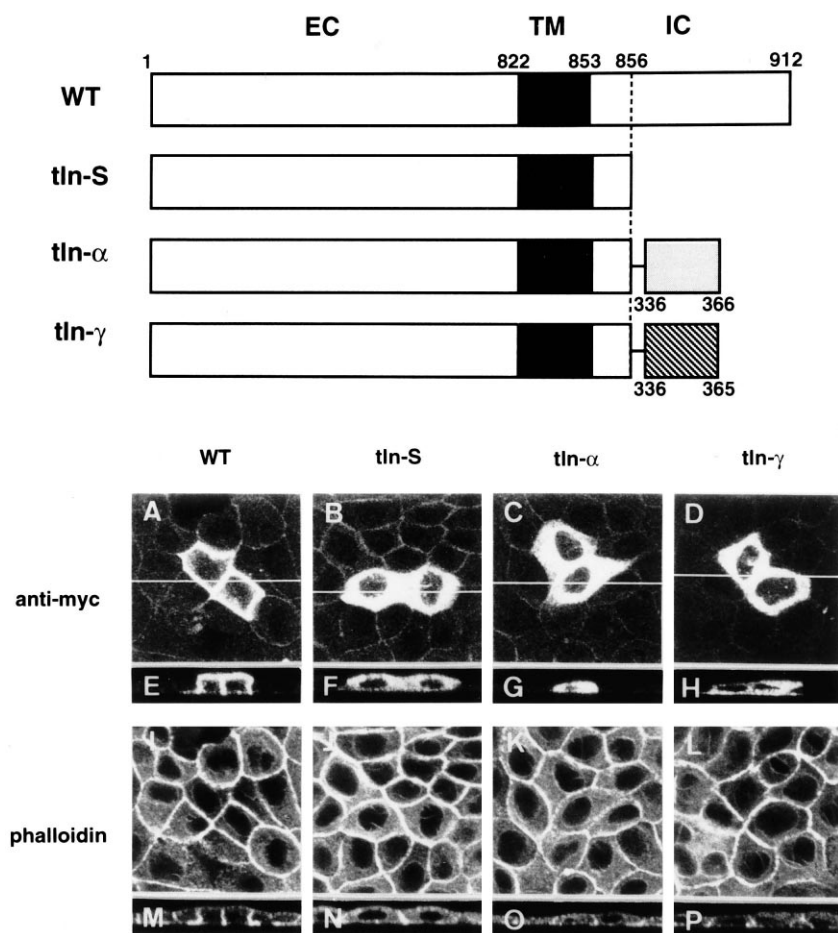 EC TM IC
1 822 853 856 912
WT
tln-S
tln-α
336 366
tln-γ
336 365
WT tln-S tln-α tln-γ
A B C D
anti-myc
E F G H
I J K L
phalloidin
M N O P